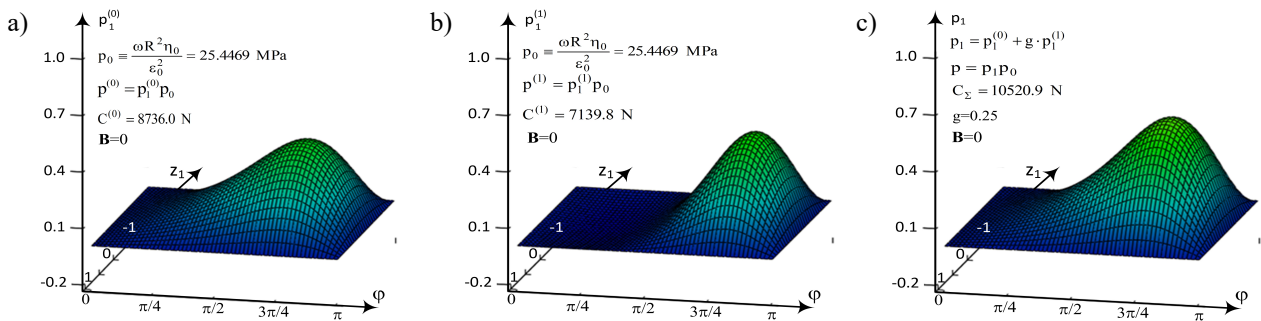 a)
p₁⁽⁰⁾
p₀ ≡ ωR²η₀/ε₀² = 25.4469 MPa
p⁽⁰⁾ = p₁⁽⁰⁾p₀
C⁽⁰⁾ = 8736.0 N
B=0
1.0
0.7
0.4
0.1
-0.2
z₁
-1
0
1
0
π/4
π/2
3π/4
π
φ
b)
p₁⁽¹⁾
p₀ ≡ ωR²η₀/ε₀² = 25.4469 MPa
p⁽¹⁾ = p₁⁽¹⁾p₀
C⁽¹⁾ = 7139.8 N
B=0
1.0
0.7
0.4
0.1
-0.2
z₁
-1
0
1
0
π/4
π/2
3π/4
π
φ
c)
p₁
p₁ = p₁⁽⁰⁾ + g·p₁⁽¹⁾
p = p₁p₀
C_Σ = 10520.9 N
g=0.25
B=0
1.0
0.7
0.4
0.1
-0.2
z₁
-1
0
1
0
π/4
π/2
3π/4
π
φ